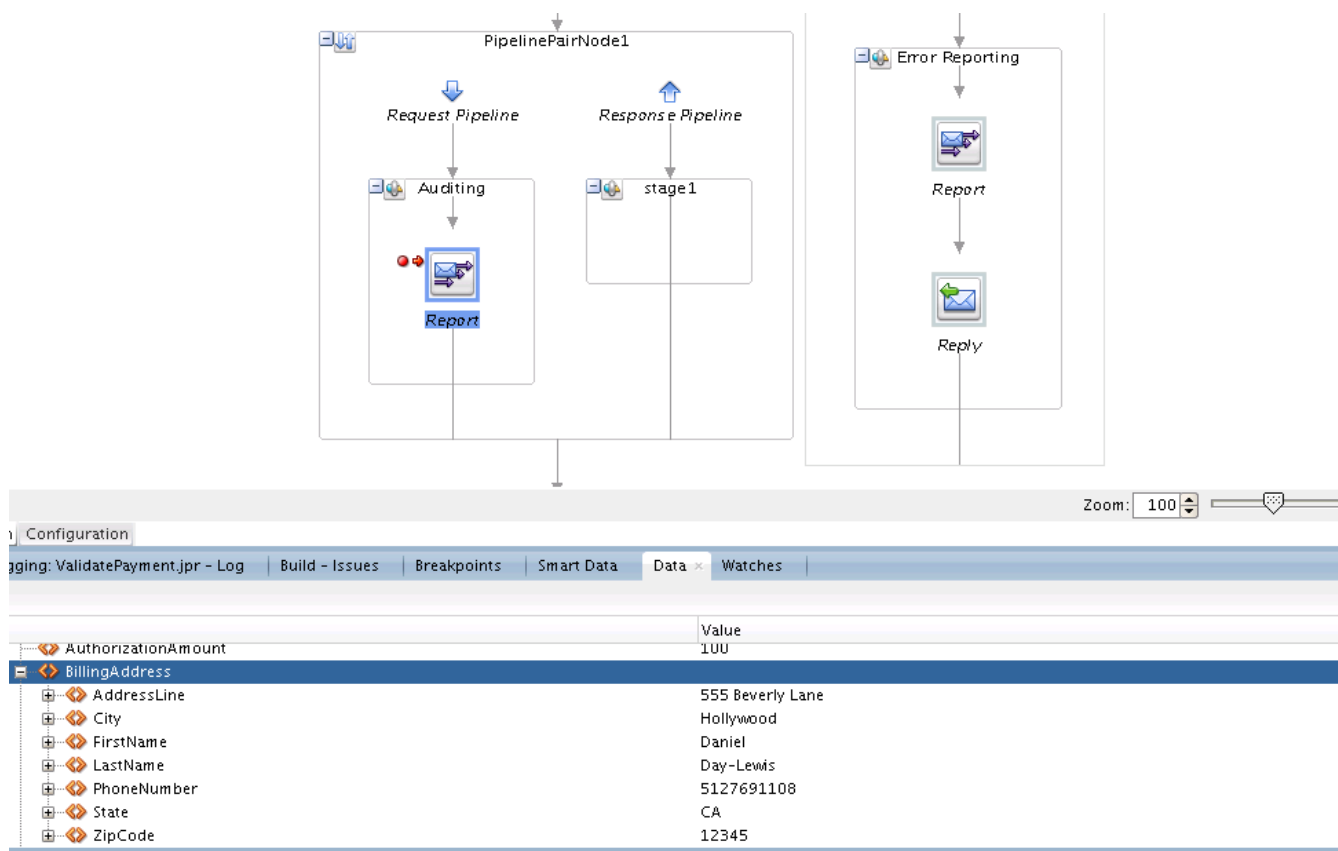 PipelinePairNode1
Error Reporting
Request Pipeline
Response Pipeline
Auditing
stage1
Report
Report
Reply
Zoom: 100
Configuration
gging: ValidatePayment.jpr - Log Build - Issues Breakpoints Smart Data Data Watches
Value
AuthorizationAmount 100
BillingAddress
AddressLine 555 Beverly Lane
City Hollywood
FirstName Daniel
LastName Day-Lewis
PhoneNumber 5127691108
State CA
ZipCode 12345